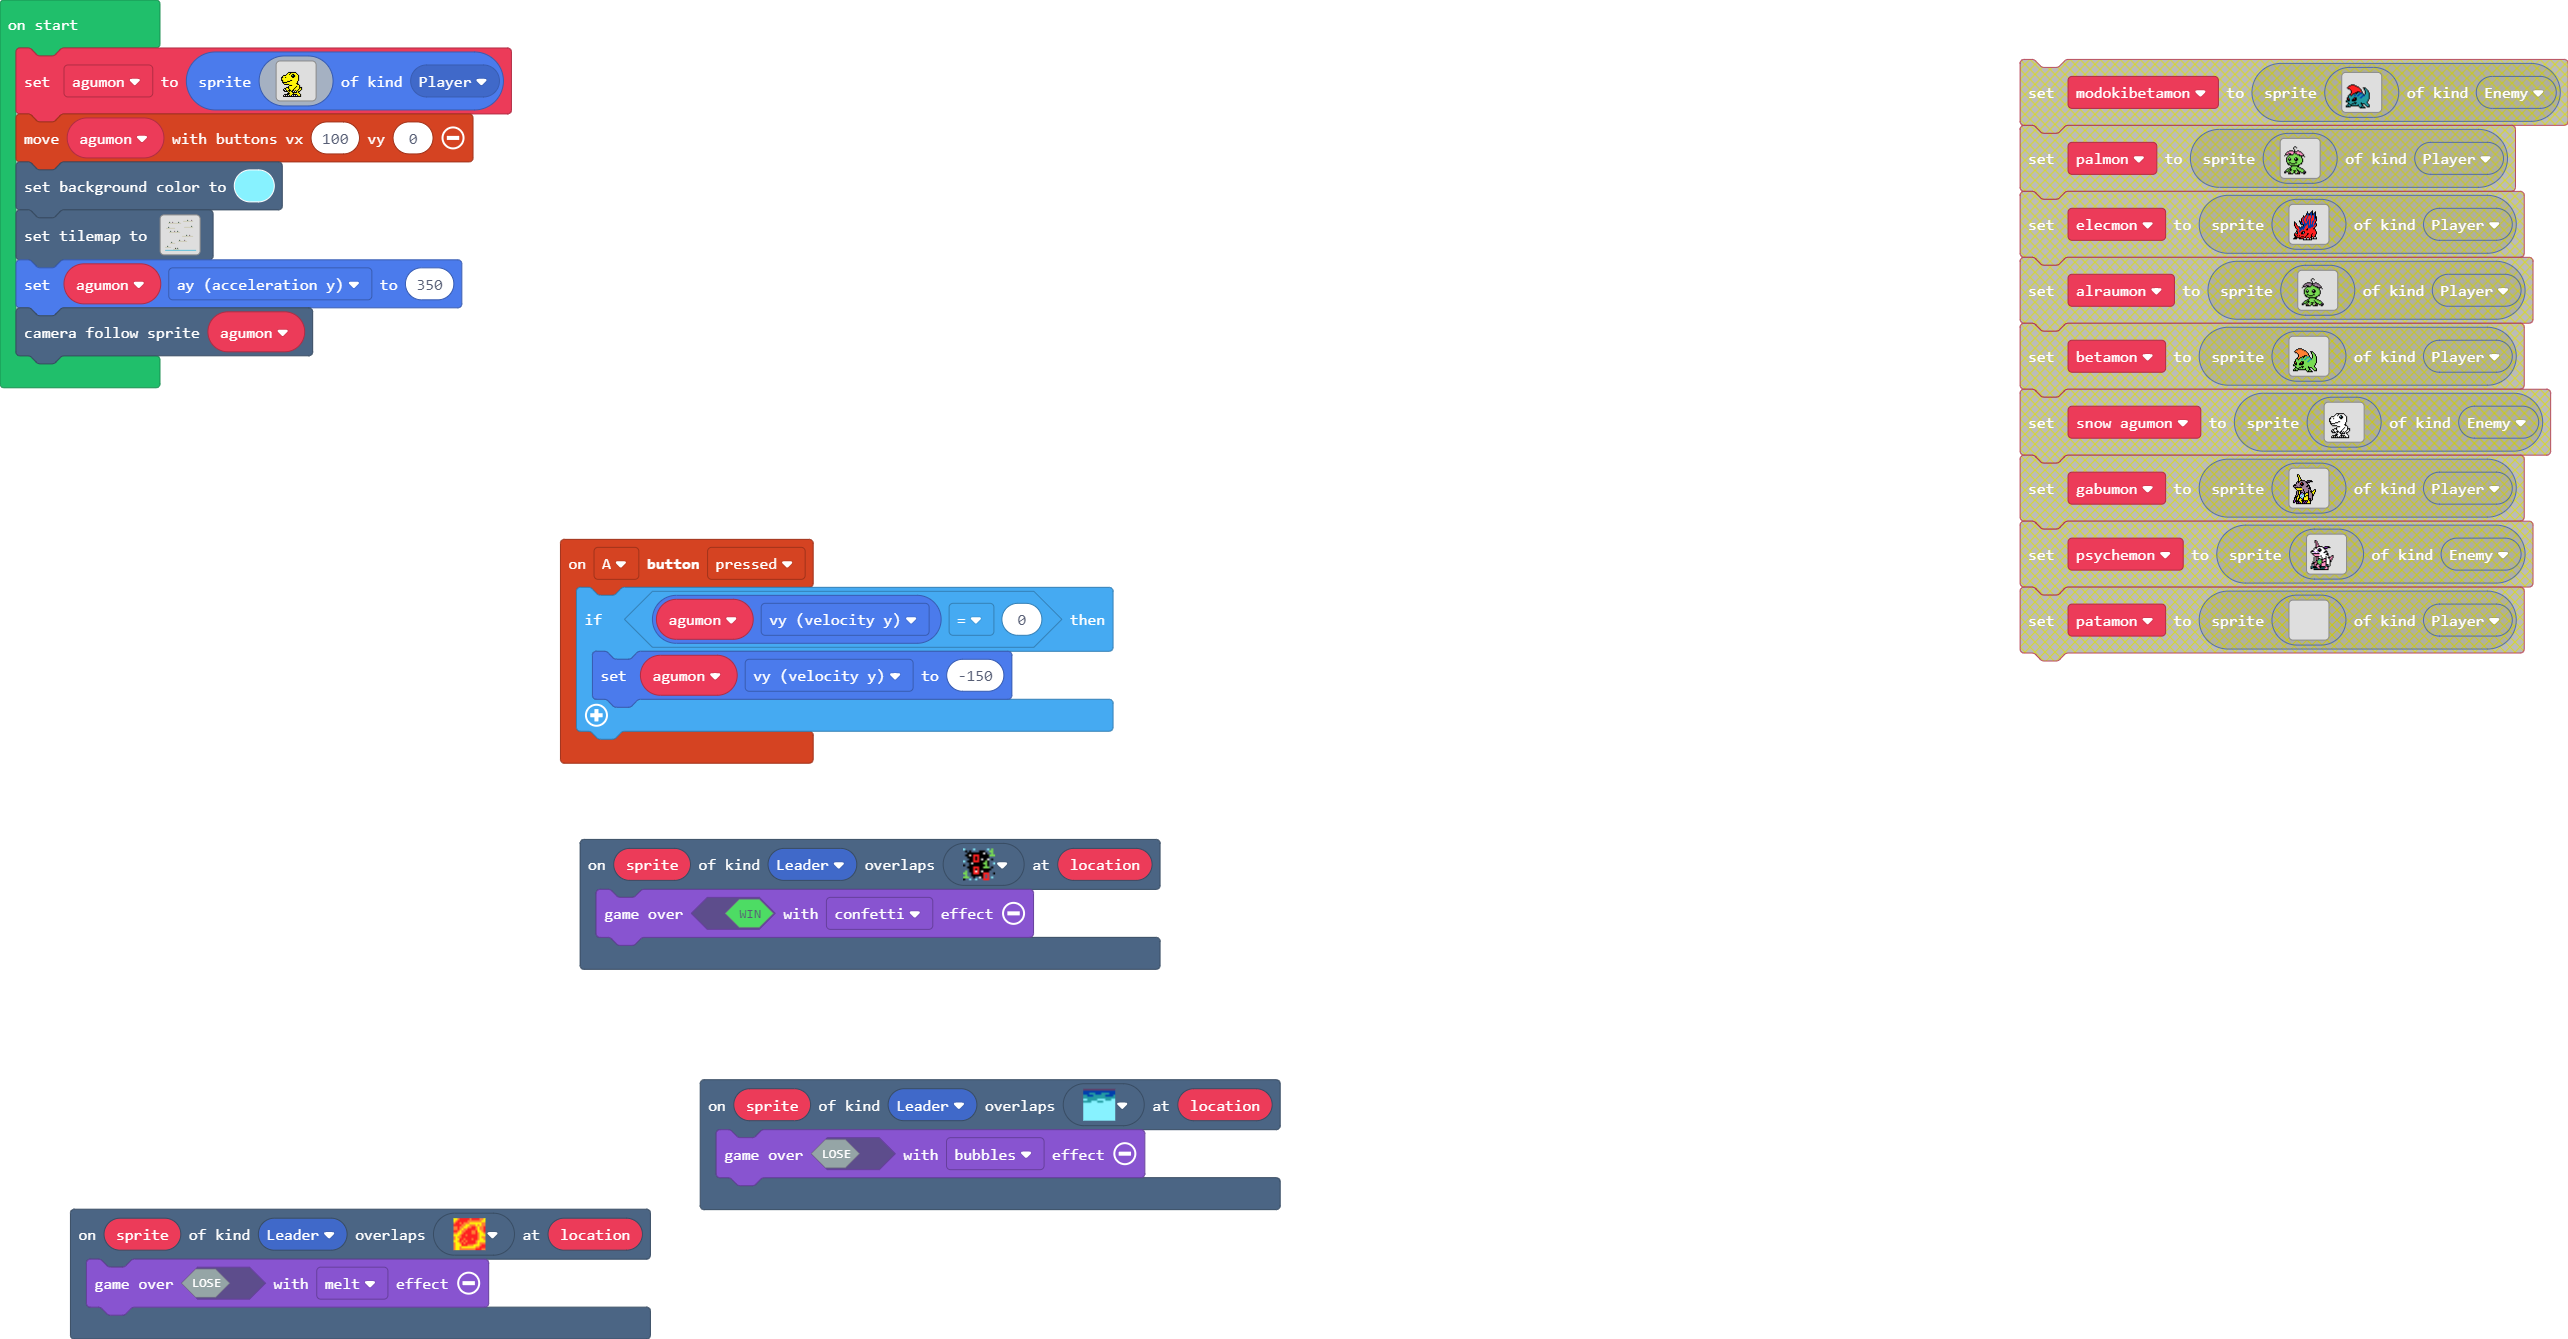 on start
set agumon to sprite of kind Player
move agumon with buttons vx 100 vy 0
set background color to
set tilemap to
set agumon ay (acceleration y) to 350
camera follow sprite agumon
on A button pressed
if agumon vy (velocity y) = 0 then
set agumon vy (velocity y) to -150
on sprite of kind Leader overlaps at location
game over WIN with confetti effect
on sprite of kind Leader overlaps at location
game over LOSE with bubbles effect
on sprite of kind Leader overlaps at location
game over LOSE with melt effect
set modokibetamon to sprite of kind Enemy
set palmon to sprite of kind Player
set elecmon to sprite of kind Player
set alraumon to sprite of kind Player
set betamon to sprite of kind Player
set snow agumon to sprite of kind Enemy
set gabumon to sprite of kind Player
set psychemon to sprite of kind Enemy
set patamon to sprite of kind Player